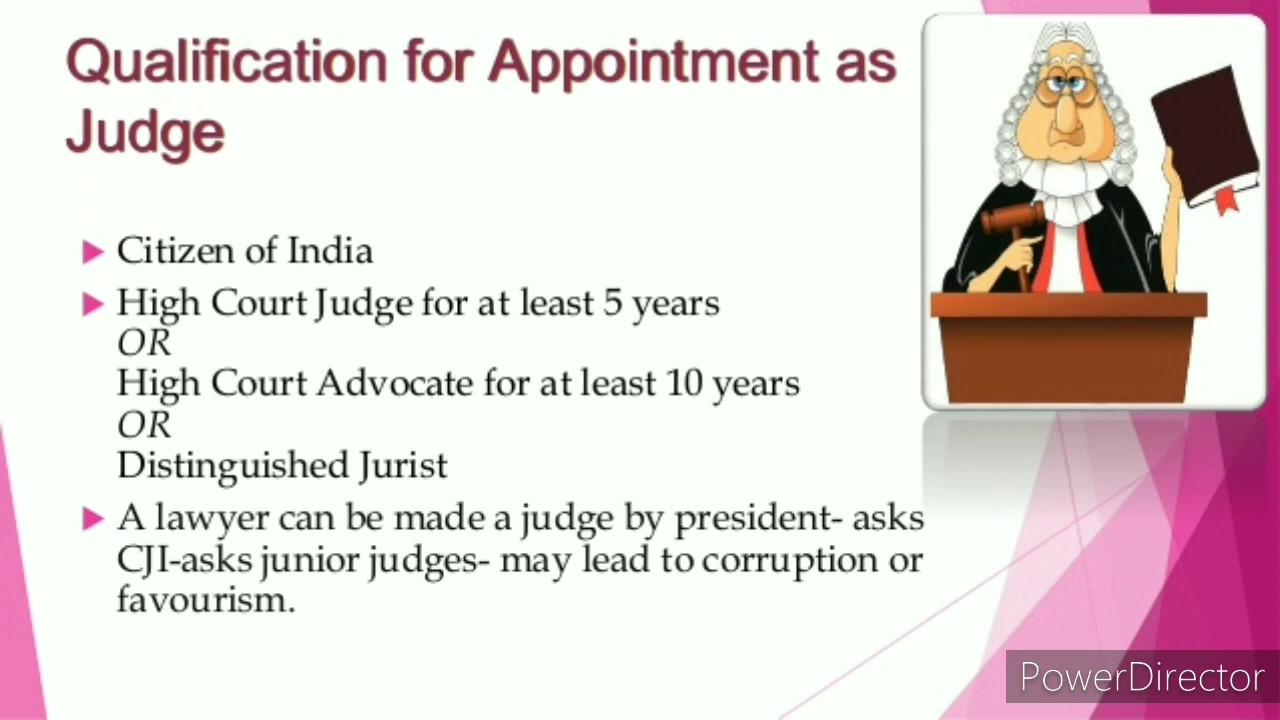 Qualification for Appointment as
Judge
Citizen of India
High Court Judge for at least 5 years
OR
High Court Advocate for at least 10 years
OR
Distinguished Jurist
A lawyer can be made a judge by president- asks
CJI-asks junior judges- may lead to corruption or
favourism.
PowerDirector